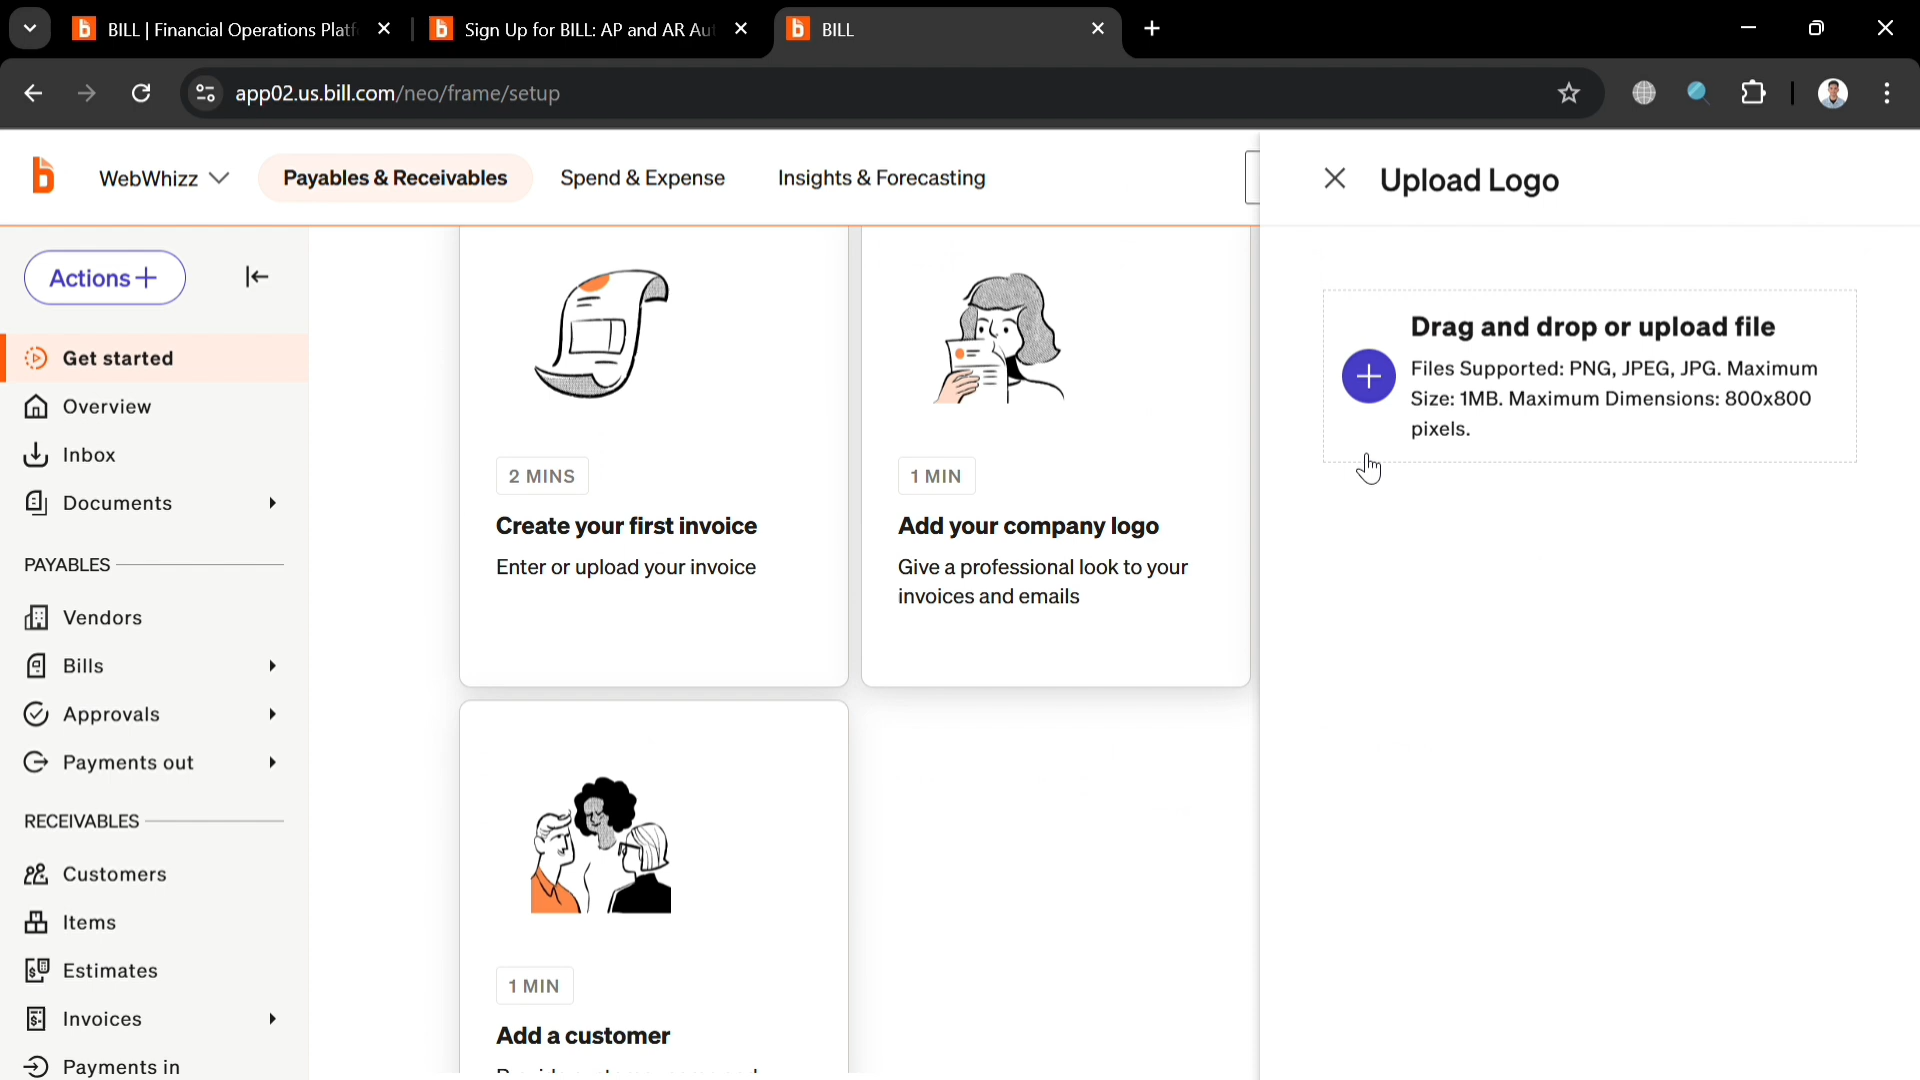 BILL | Financial Operations Platf
Sign Up for BILL: AP and AR Aut
BILL
app02.us.bill.com/neo/frame/setup
WebWhizz
Payables & Receivables
Spend & Expense
Insights & Forecasting
Upload Logo
Actions
Get started
Overview
Inbox
Documents
PAYABLES
Vendors
Bills
Approvals
Payments out
RECEIVABLES
Customers
Items
Estimates
Invoices
Payments in
2 MINS
Create your first invoice
Enter or upload your invoice
1 MIN
Add your company logo
Give a professional look to your
invoices and emails
1 MIN
Add a customer
Drag and drop or upload file
Files Supported: PNG, JPEG, JPG. Maximum
Size: 1MB. Maximum Dimensions: 800x800
pixels.